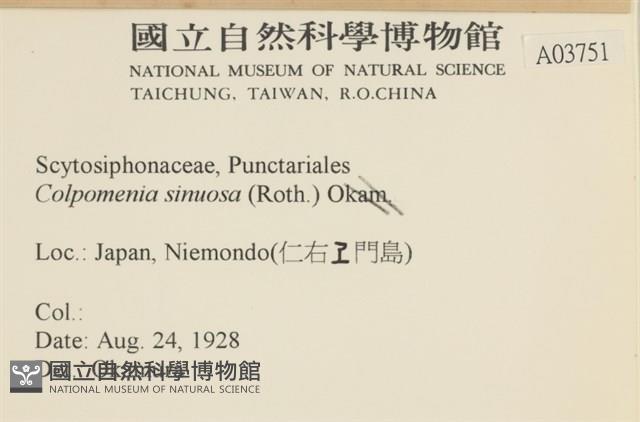 國立自然科學博物館
NATIONAL MUSEUM OF NATURAL SCIENCE
TAICHUNG, TAIWAN, R.O.CHINA
A03751
Scytosiphonaceae, Punctariales
Colpomenia sinuosa (Roth.) Okam.
Loc.: Japan, Niemondo(仁右ヱ門島)
Col.:
Date: Aug. 24, 1928
國立自然科學博物館
NATIONAL MUSEUM OF NATURAL SCIENCE